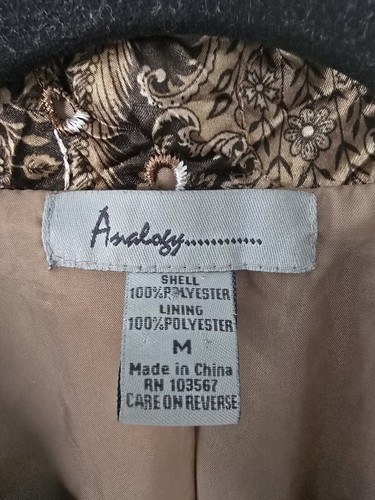 Analogy.............
SHELL
100%POLYESTER
LINING
100%POLYESTER
M
Made in China
RN 103567
CARE ON REVERSE